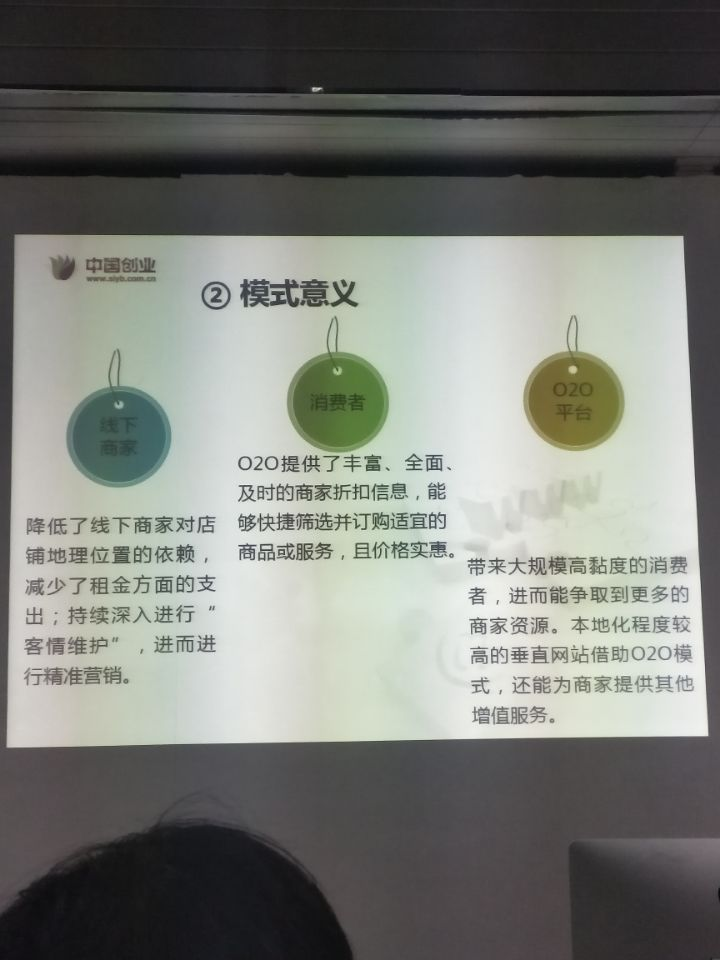 中国创业
www.siyb.com.cn
② 模式意义
线下
商家
降低了线下商家对店
铺地理位置的依赖，
减少了租金方面的支
出；持续深入进行“
客情维护”，进而进
行精准营销。
消费者
O2O提供了丰富、全面、
及时的商家折扣信息，能
够快捷筛选并订购适宜的
商品或服务，且价格实惠。
O2O
平台
带来大规模高黏度的消费
者，进而能争取到更多的
商家资源。本地化程度较
高的垂直网站借助O2O模
式，还能为商家提供其他
增值服务。